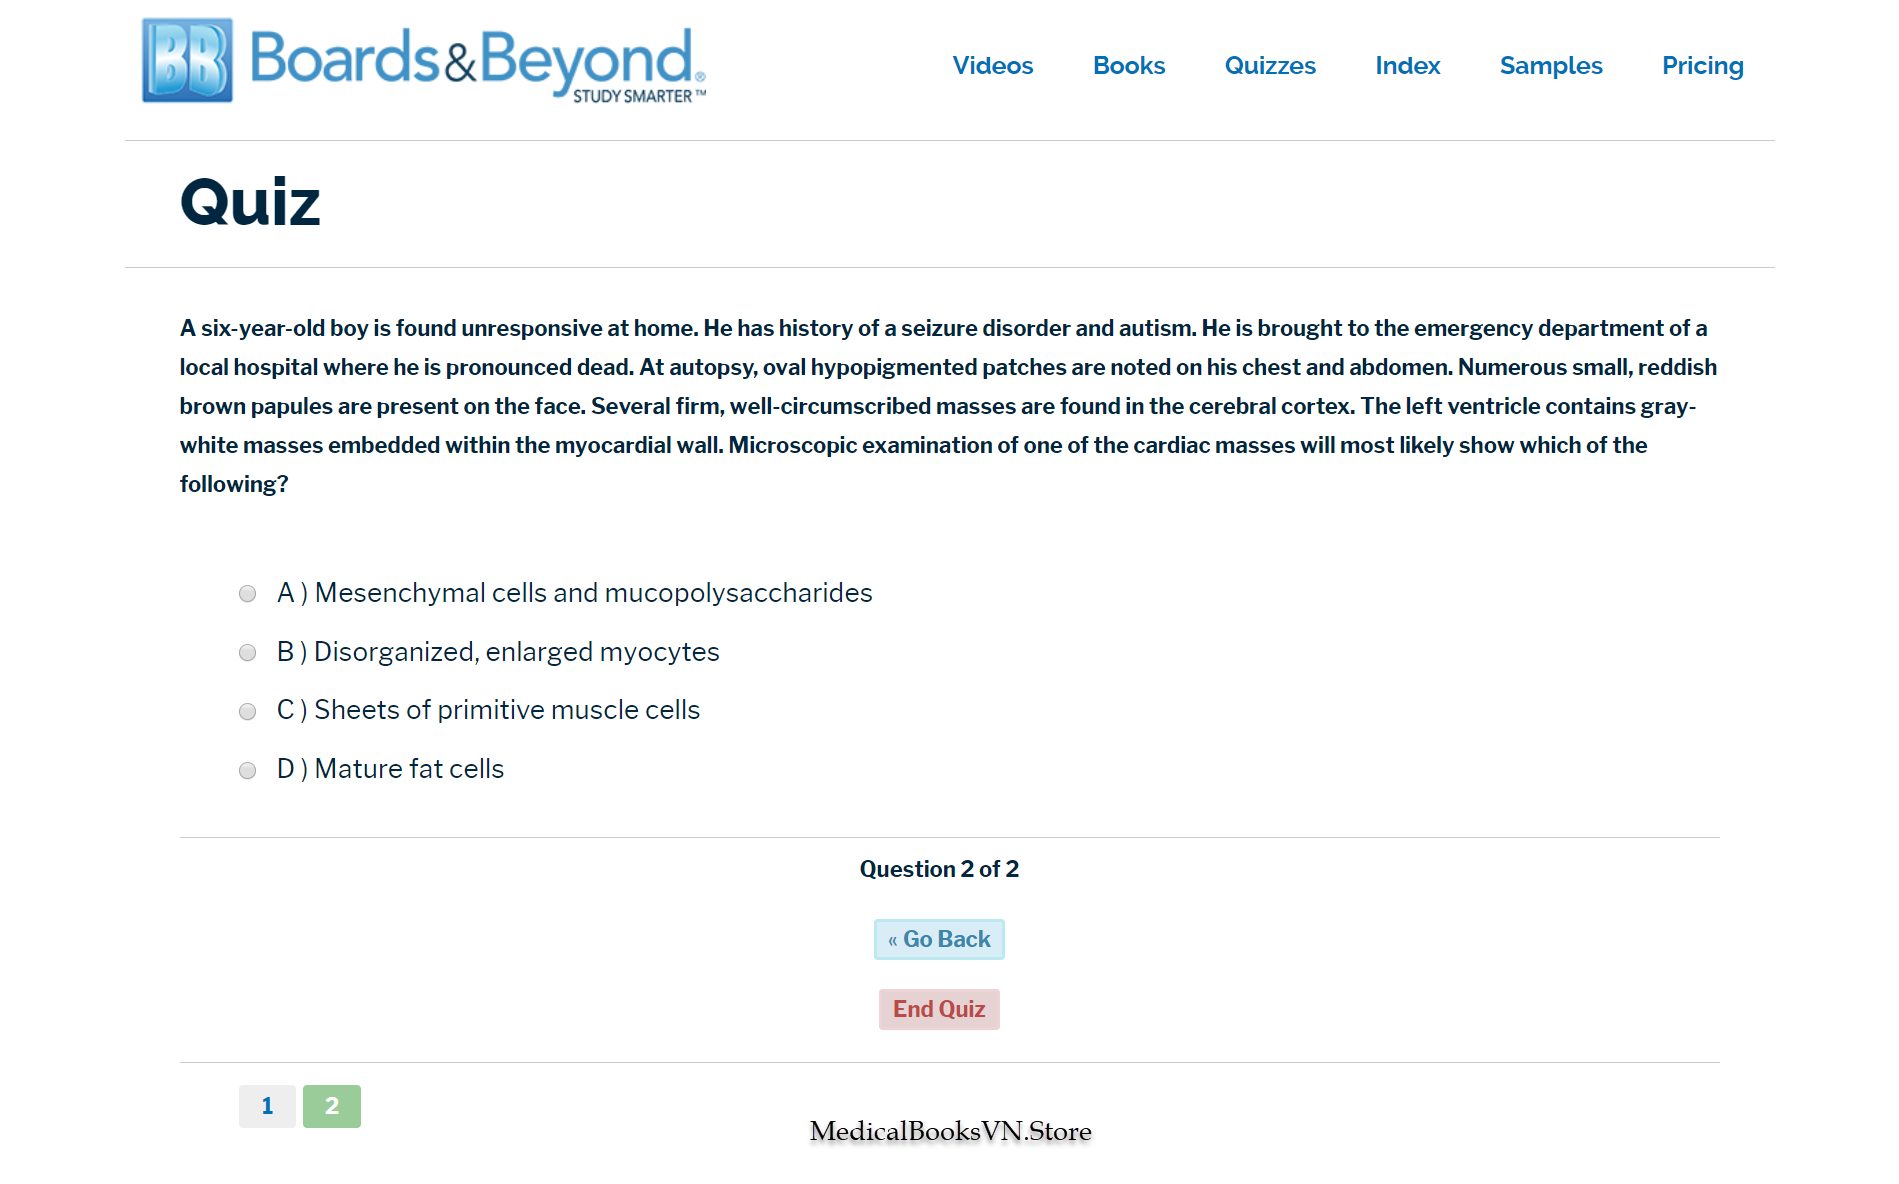 BB Boards&Beyond®
STUDY SMARTER™
Videos Books Quizzes Index Samples Pricing
Quiz
A six-year-old boy is found unresponsive at home. He has history of a seizure disorder and autism. He is brought to the emergency department of a
local hospital where he is pronounced dead. At autopsy, oval hypopigmented patches are noted on his chest and abdomen. Numerous small, reddish
brown papules are present on the face. Several firm, well-circumscribed masses are found in the cerebral cortex. The left ventricle contains gray-
white masses embedded within the myocardial wall. Microscopic examination of one of the cardiac masses will most likely show which of the
following?
A ) Mesenchymal cells and mucopolysaccharides
B ) Disorganized, enlarged myocytes
C ) Sheets of primitive muscle cells
D ) Mature fat cells
Question 2 of 2
« Go Back
End Quiz
1 2
MedicalBooksVN.Store